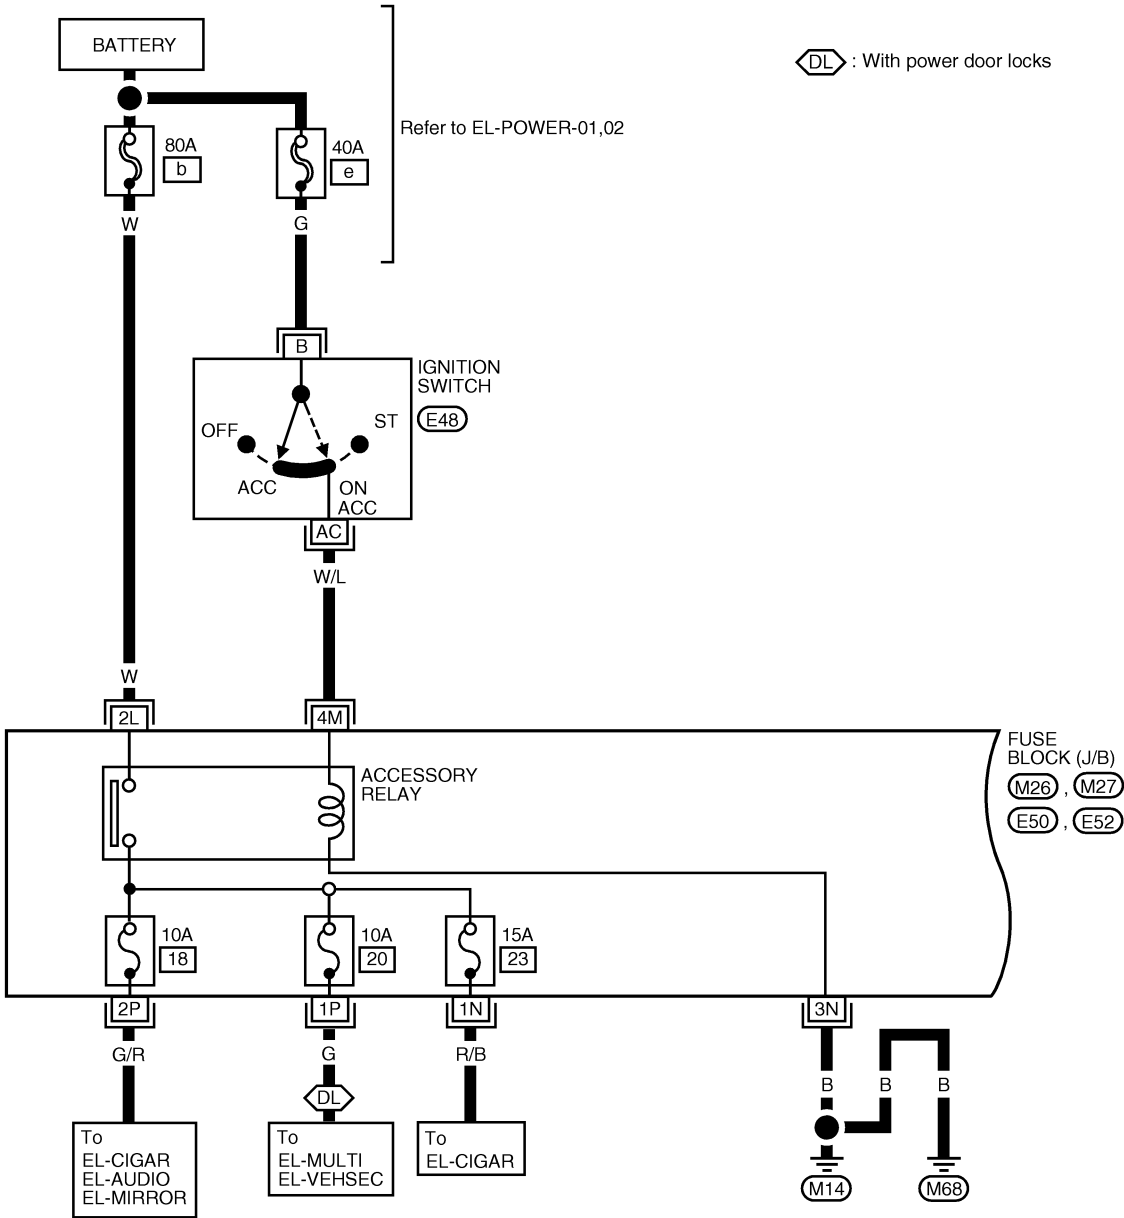 BATTERY
DL : With power door locks
Refer to EL-POWER-01,02
80A
b
40A
e
W
G
B
IGNITION
SWITCH
E48
OFF
ST
ACC
ON
ACC
AC
W/L
W
2L
4M
FUSE
BLOCK (J/B)
M26 , M27
E50 , E52
ACCESSORY
RELAY
10A
18
10A
20
15A
23
2P
1P
1N
3N
G/R
G
R/B
DL
B
B
B
To
EL-CIGAR
EL-AUDIO
EL-MIRROR
To
EL-MULTI
EL-VEHSEC
To
EL-CIGAR
M14
M68